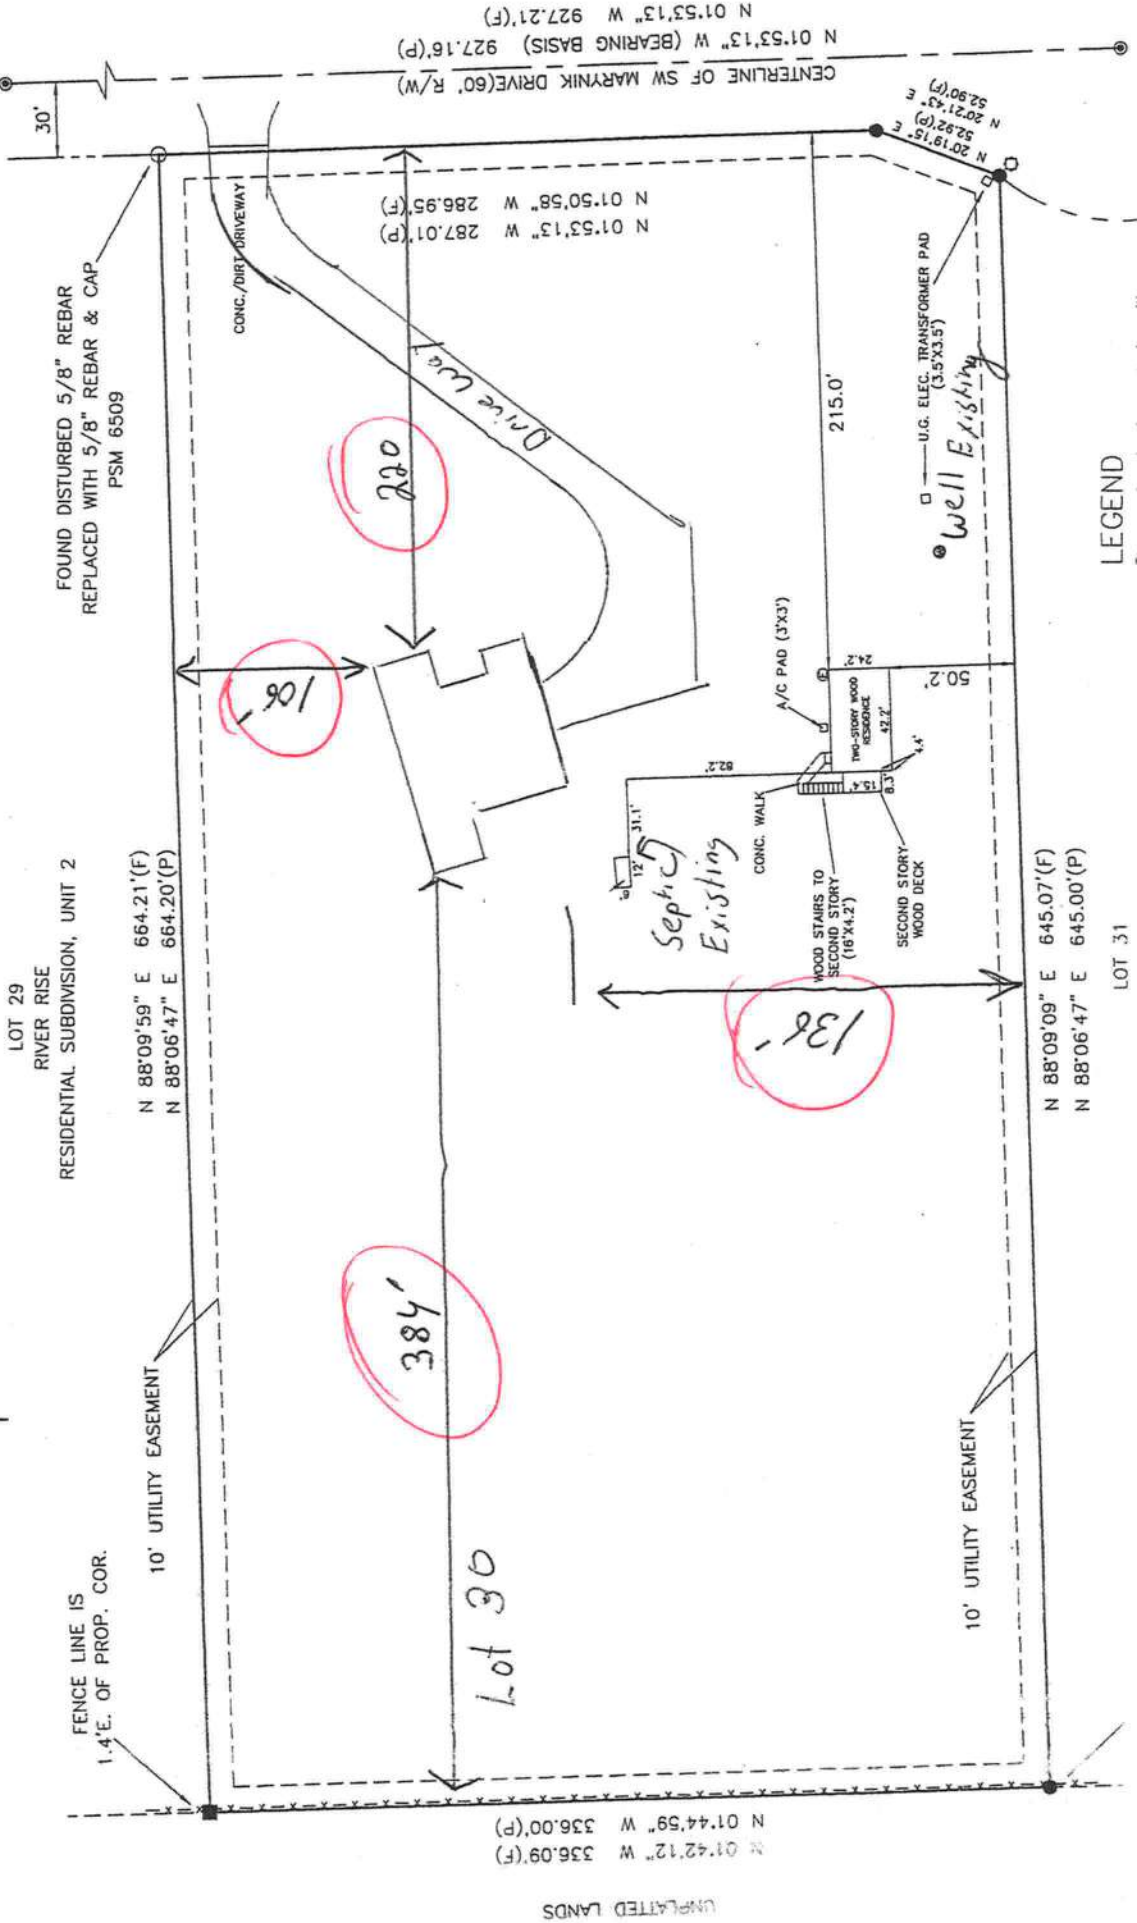 N 01°53'13" W 927.21'(F)
N 01°53'13" W (BEARING BASIS) 927.16'(P)
CENTERLINE OF SW MARYNIK DRIVE(60' R/W)
30'
FOUND DISTURBED 5/8" REBAR
REPLACED WITH 5/8" REBAR & CAP
PSM 6509
CONC./DIRT DRIVEWAY
N 01°50'58" W 286.95'(F)
N 01°53'13" W 287.01'(P)
N 20°19'15" E
52.92'(P)
N 20°21'43" E
52.90'(F)
Drive Way
220
106'
215.0'
U.G. ELEC. TRANSFORMER PAD
(3.5'X3.5')
Well Existing
LEGEND
A/C PAD (3'X3')
24.2'
TWO-STORY WOOD
RESIDENCE
42.2'
50.2'
4.4'
8.3'
15.4'
82.2'
31.1'
12'
CONC. WALK
WOOD STAIRS TO
SECOND STORY
(16'X4.2')
SECOND STORY
WOOD DECK
Septic
Existing
136'
LOT 29
RIVER RISE
RESIDENTIAL SUBDIVISION, UNIT 2
N 88°09'59" E 664.21'(F)
N 88°06'47" E 664.20'(P)
N 88°09'09" E 645.07'(F)
N 88°06'47" E 645.00'(P)
LOT 31
384'
10' UTILITY EASEMENT
10' UTILITY EASEMENT
Lot 30
FENCE LINE IS
1.4'E. OF PROP. COR.
N 01°44'59" W 336.00'(P)
N 01°42'12" W 336.09'(F)
UNPLATTED LANDS